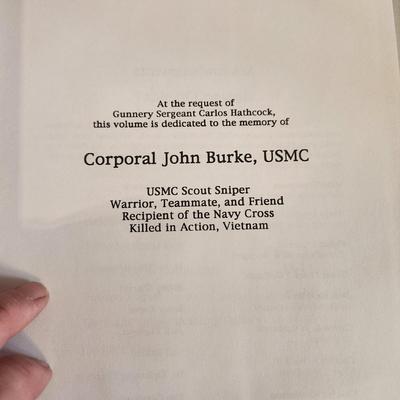 At the request of
Gunnery Sergeant Carlos Hathcock,
this volume is dedicated to the memory of
Corporal John Burke, USMC
USMC Scout Sniper
Warrior, Teammate, and Friend
Recipient of the Navy Cross
Killed in Action, Vietnam